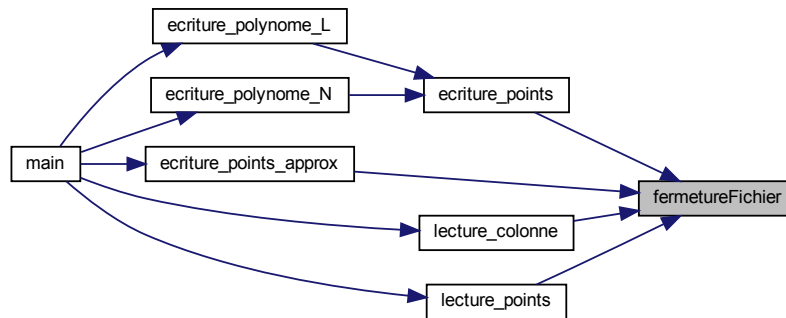 ecriture_polynome_L
ecriture_polynome_N
ecriture_points
main
ecriture_points_approx
fermetureFichier
lecture_colonne
lecture_points